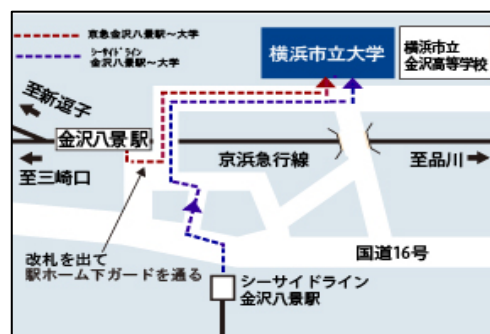 京急金沢八景駅～大学
シーサイドライン
金沢八景駅～大学
横浜市立大学
横浜市立
金沢高等学校
至新逗子
金沢八景駅
京浜急行線
至品川
至三崎口
改札を出て
駅ホーム下ガードを通る
国道16号
シーサイドライン
金沢八景駅